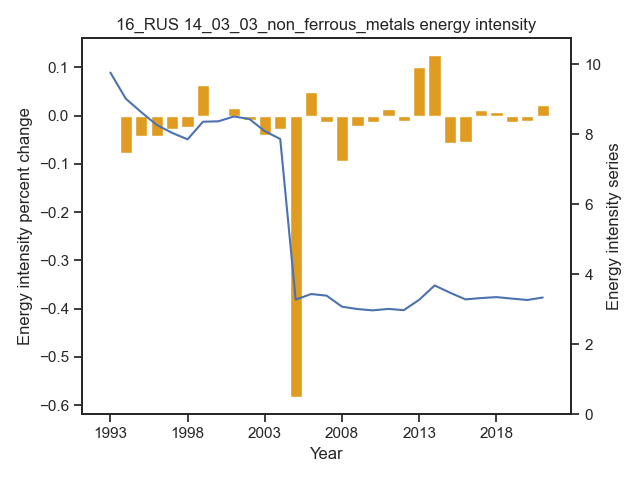 16_RUS 14_03_03_non_ferrous_metals energy intensity
Energy intensity percent change
0.1
0.0
−0.1
−0.2
−0.3
−0.4
−0.5
−0.6
10
8
6
4
2
0
Energy intensity series
1993 1998 2003 2008 2013 2018
Year